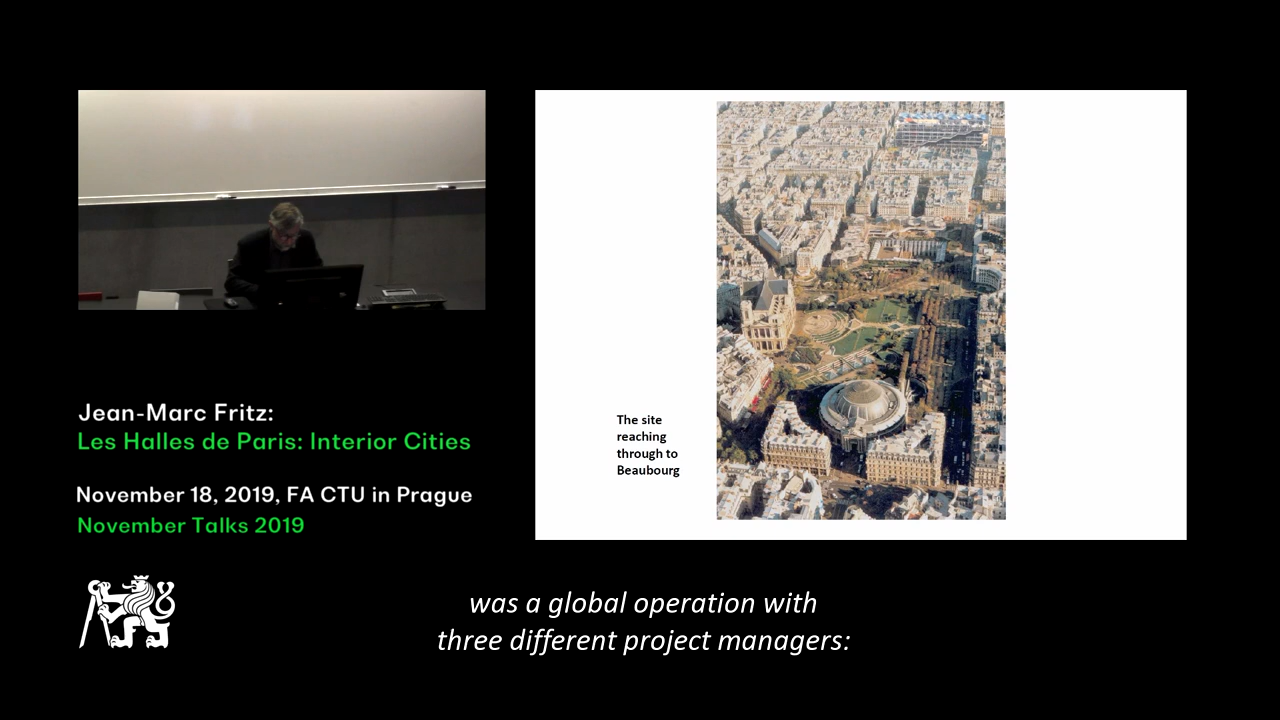 The site
reaching
through to
Beaubourg
Jean-Marc Fritz:
Les Halles de Paris: Interior Cities
November 18, 2019, FA CTU in Prague
November Talks 2019
was a global operation with
three different project managers: